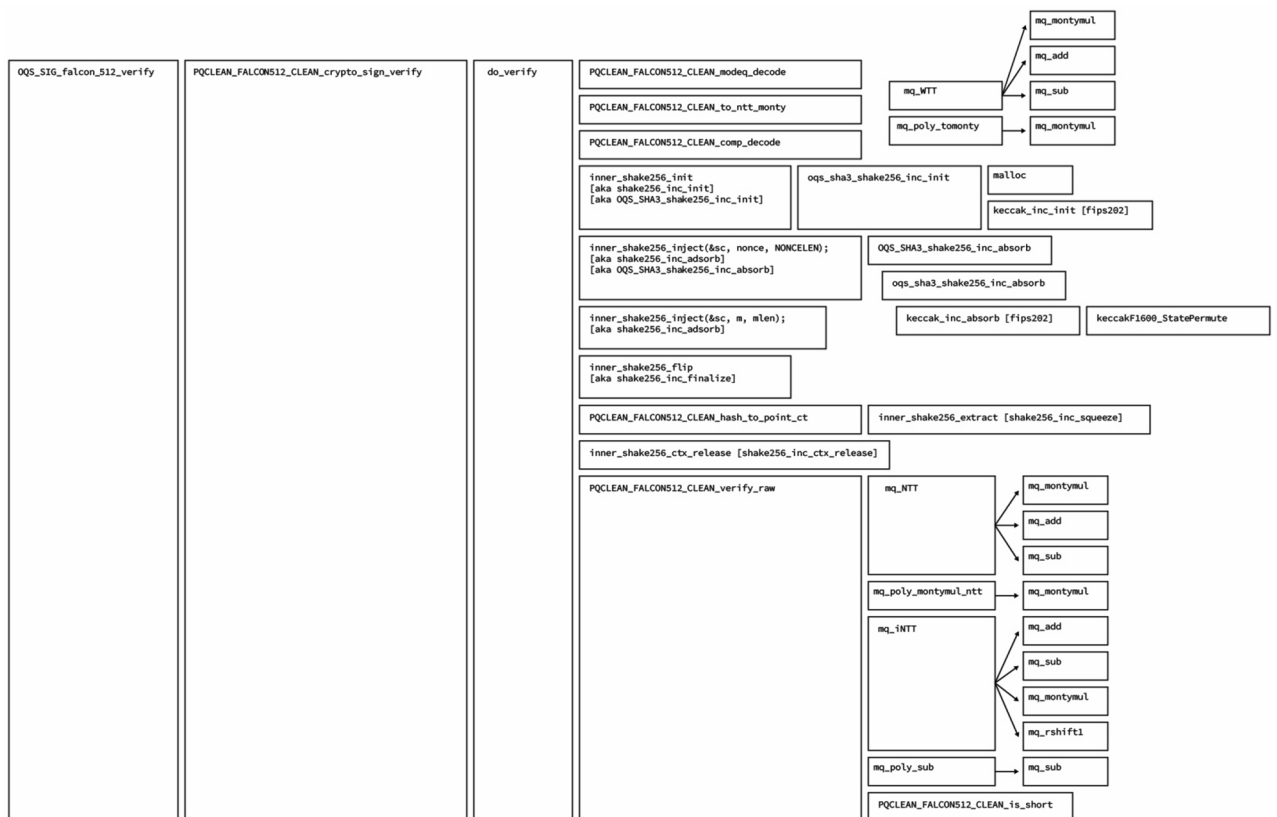 mq_montymul
mq_add
OQS_SIG_falcon_512_verify
PQCLEAN_FALCON512_CLEAN_crypto_sign_verify
do_verify
PQCLEAN_FALCON512_CLEAN_modeq_decode
mq_WTT
mq_sub
PQCLEAN_FALCON512_CLEAN_to_ntt_monty
mq_poly_tomonty
mq_montymul
PQCLEAN_FALCON512_CLEAN_comp_decode
inner_shake256_init
[aka shake256_inc_init]
[aka OQS_SHA3_shake256_inc_init]
oqs_sha3_shake256_inc_init
malloc
keccak_inc_init [fips202]
inner_shake256_inject(&sc, nonce, NONCELEN);
[aka shake256_inc_adsorb]
[aka OQS_SHA3_shake256_inc_absorb]
OQS_SHA3_shake256_inc_absorb
oqs_sha3_shake256_inc_absorb
inner_shake256_inject(&sc, m, mlen);
[aka shake256_inc_adsorb]
keccak_inc_absorb [fips202]
keccakF1600_StatePermute
inner_shake256_flip
[aka shake256_inc_finalize]
PQCLEAN_FALCON512_CLEAN_hash_to_point_ct
inner_shake256_extract [shake256_inc_squeeze]
inner_shake256_ctx_release [shake256_inc_ctx_release]
PQCLEAN_FALCON512_CLEAN_verify_raw
mq_NTT
mq_montymul
mq_add
mq_sub
mq_poly_montymul_ntt
mq_montymul
mq_iNTT
mq_add
mq_sub
mq_montymul
mq_rshift1
mq_poly_sub
mq_sub
PQCLEAN_FALCON512_CLEAN_is_short